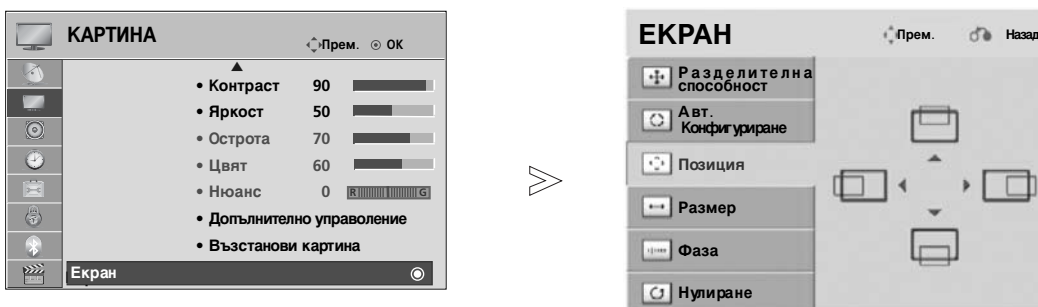 КАРТИНА
Прем. OK
• Контраст 90
• Яркост 50
• Острота 70
• Цвят 60
• Нюанс 0 R G
• Допълнително управоление
• Възстанови картина
Екран
ЕКРАН
Прем. Назад
Разделителна
способност
Авт.
Конфигуриране
Позиция
Размер
Фаза
Нулиране